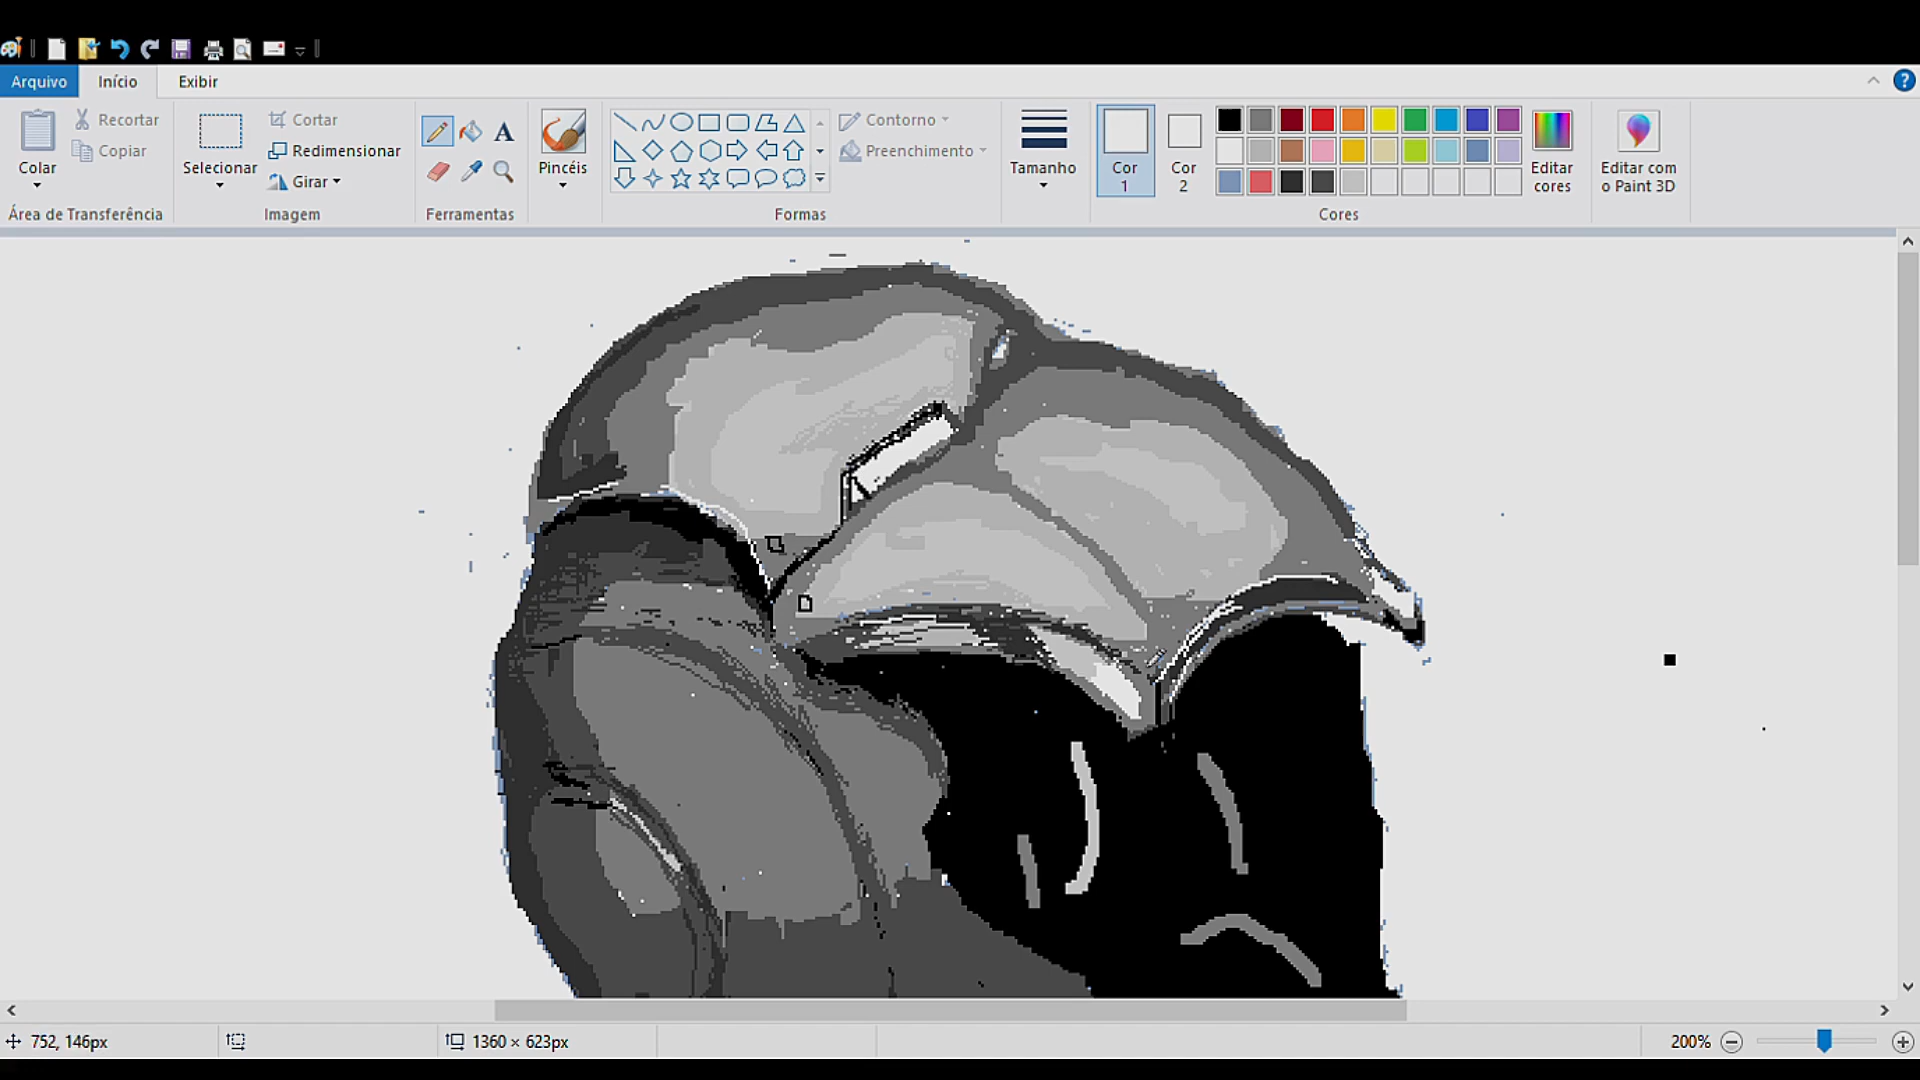 Arquivo Início Exibir
Colar
Recortar
Copiar
Área de Transferência
Selecionar
Cortar
Redimensionar
Girar
Imagem
A
Ferramentas
Pincéis
Formas
Contorno
Preenchimento
Tamanho
Cor
1
Cor
2
Cores
Editar
cores
Editar com
o Paint 3D
?
752, 146px
1360 × 623px
200%